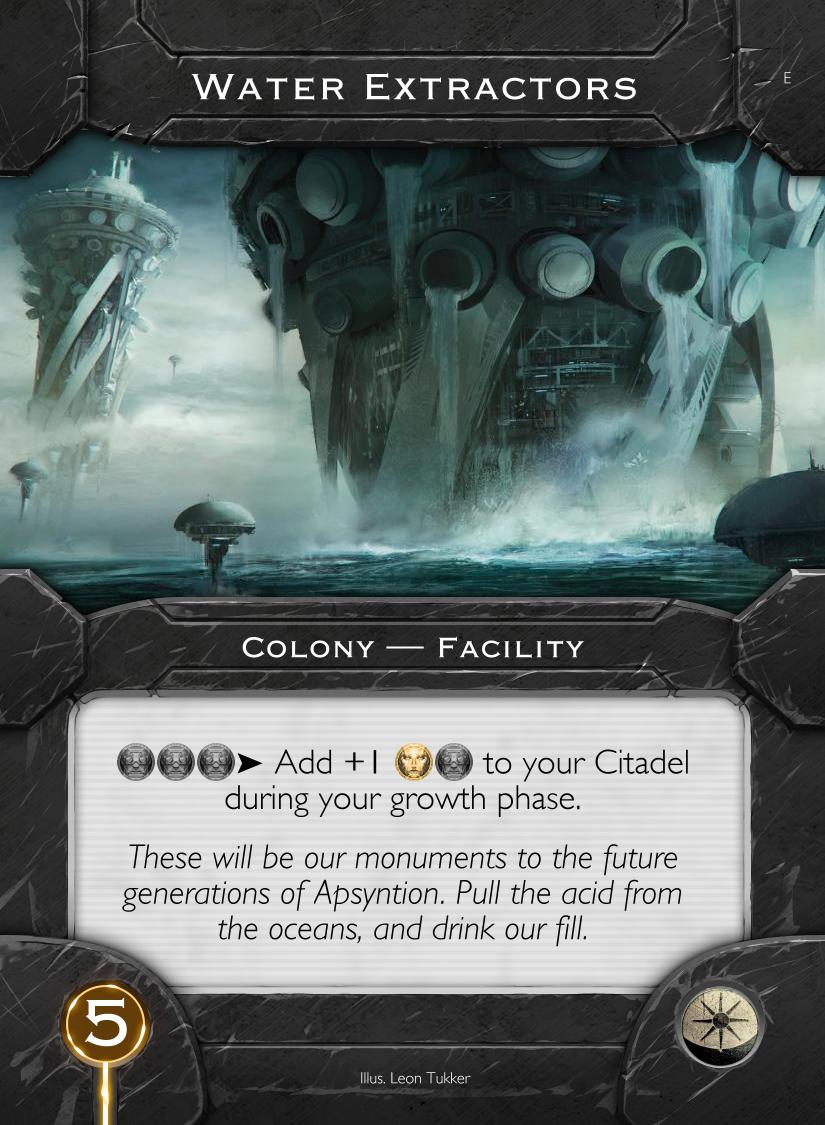 Water Extractors
E
Colony — Facility
➤ Add +1 to your Citadel
during your growth phase.
These will be our monuments to the future
generations of Apsyntion. Pull the acid from
the oceans, and drink our fill.
5
Illus. Leon Tukker